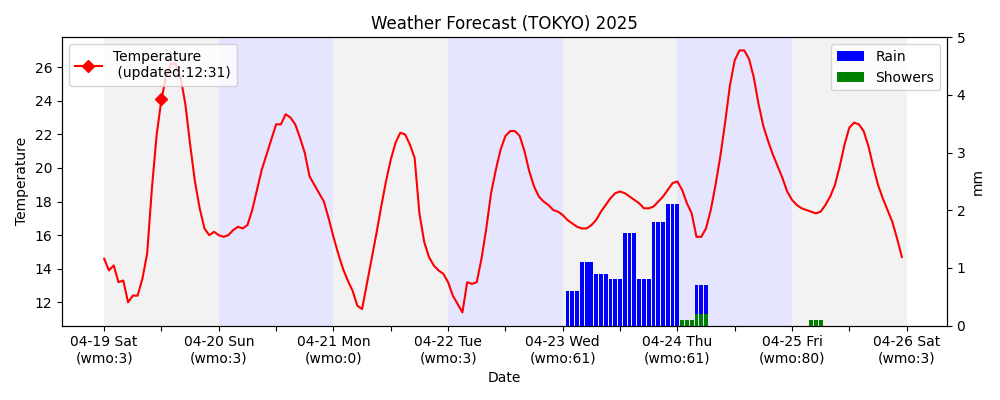 Weather Forecast (TOKYO) 2025
Temperature
(updated:12:31)
Rain
Showers
Temperature
26
24
22
20
18
16
14
12
5
4
3
2
1
0
mm
04-19 Sat
(wmo:3)
04-20 Sun
(wmo:3)
04-21 Mon
(wmo:0)
04-22 Tue
(wmo:3)
04-23 Wed
(wmo:61)
04-24 Thu
(wmo:61)
04-25 Fri
(wmo:80)
04-26 Sat
(wmo:3)
Date